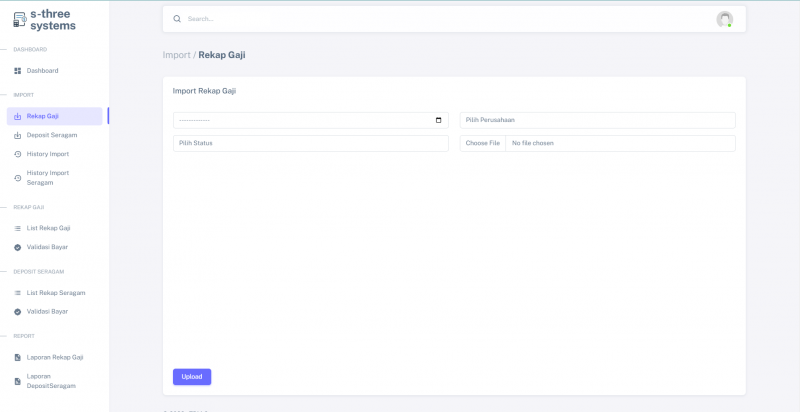 s-three
systems
DASHBOARD
Dashboard
IMPORT
Rekap Gaji
Deposit Seragam
History Import
History Import
Seragam
REKAP GAJI
List Rekap Gaji
Validasi Bayar
DEPOSIT SERAGAM
List Rekap Seragam
Validasi Bayar
REPORT
Laporan Rekap Gaji
Laporan
DepositSeragam
Search...
Import / Rekap Gaji
Import Rekap Gaji
------------
Pilih Perusahaan
Pilih Status
Choose File No file chosen
Upload